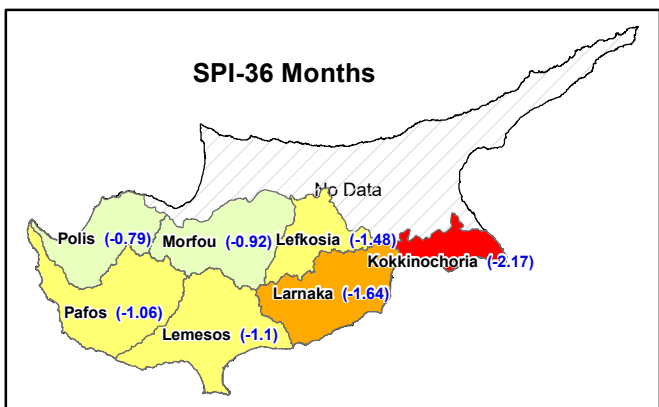 SPI-36 Months
No Data
Polis (-0.79)
Morfou (-0.92)
Lefkosia (-1.48)
Kokkinochoria (-2.17)
Larnaka (-1.64)
Pafos (-1.06)
Lemesos (-1.1)